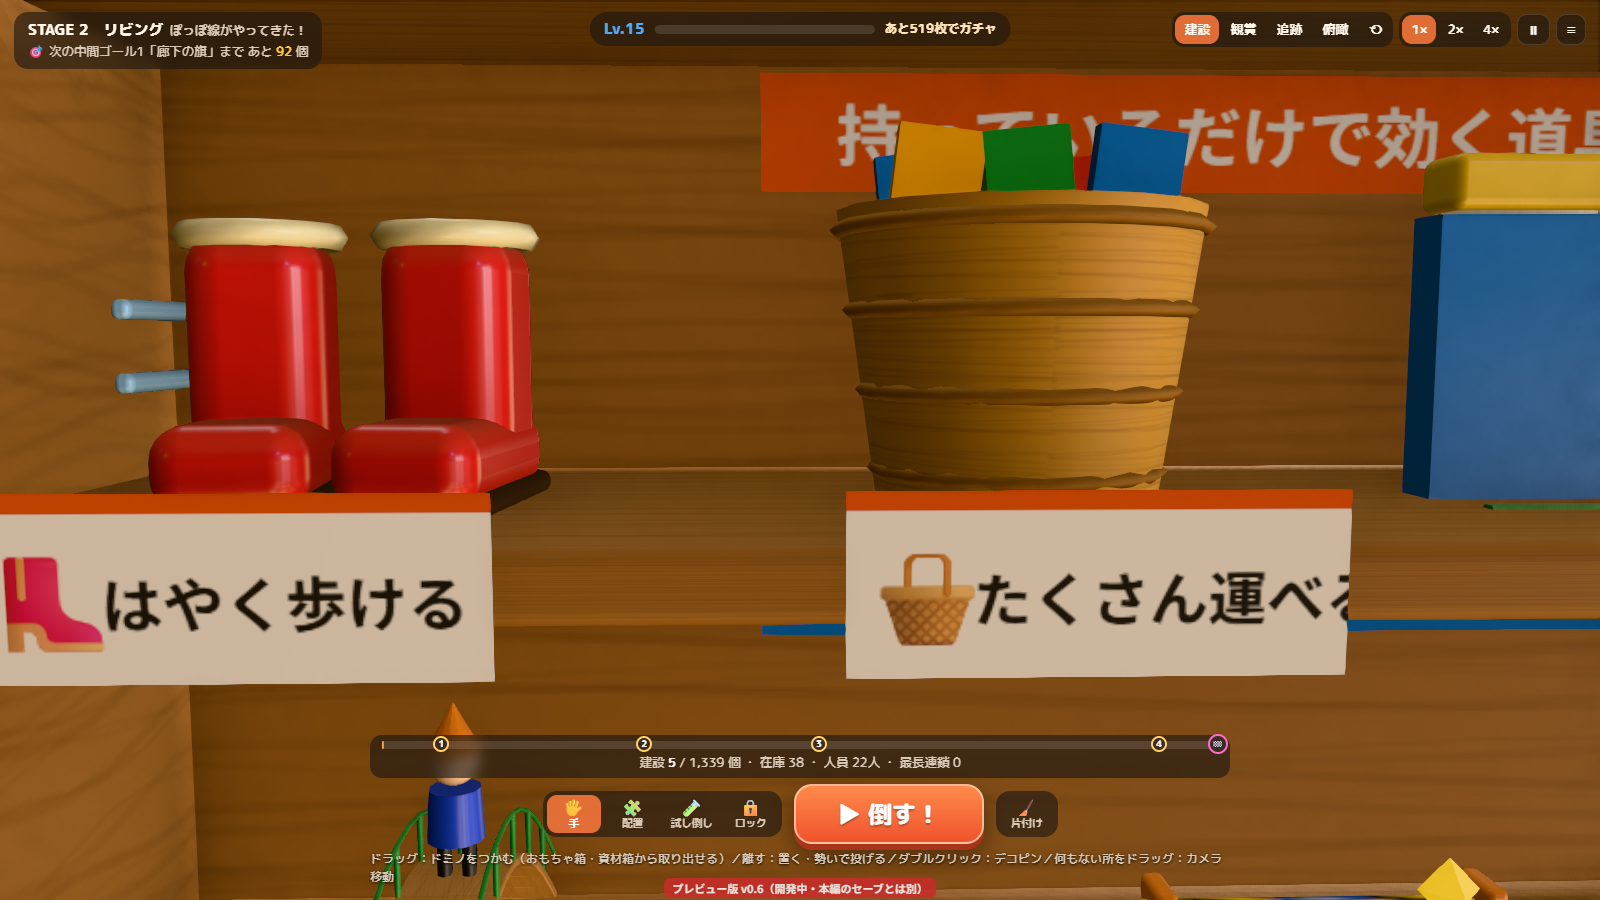 STAGE 2 リビング ぽっぽ線がやってきた！
次の中間ゴール1「廊下の旗」まで あと 92 個
Lv.15
あと519枚でガチャ
建設 観賞 追跡 俯瞰
1× 2× 4×
持っているだけで効く道具
はやく歩ける
たくさん運べる
1 2 3 4
建設 5 / 1,339 個 ・ 在庫 38 ・ 人員 22人 ・ 最長連鎖 0
手 配置 試し倒し ロック
▶ 倒す！
片付け
ドラッグ：ドミノをつかむ（おもちゃ箱・資材箱から取り出せる）／離す：置く・勢いで投げる／ダブルクリック：デコピン／何もない所をドラッグ：カメラ
移動
プレビュー版 v0.6（開発中・本編のセーブとは別）